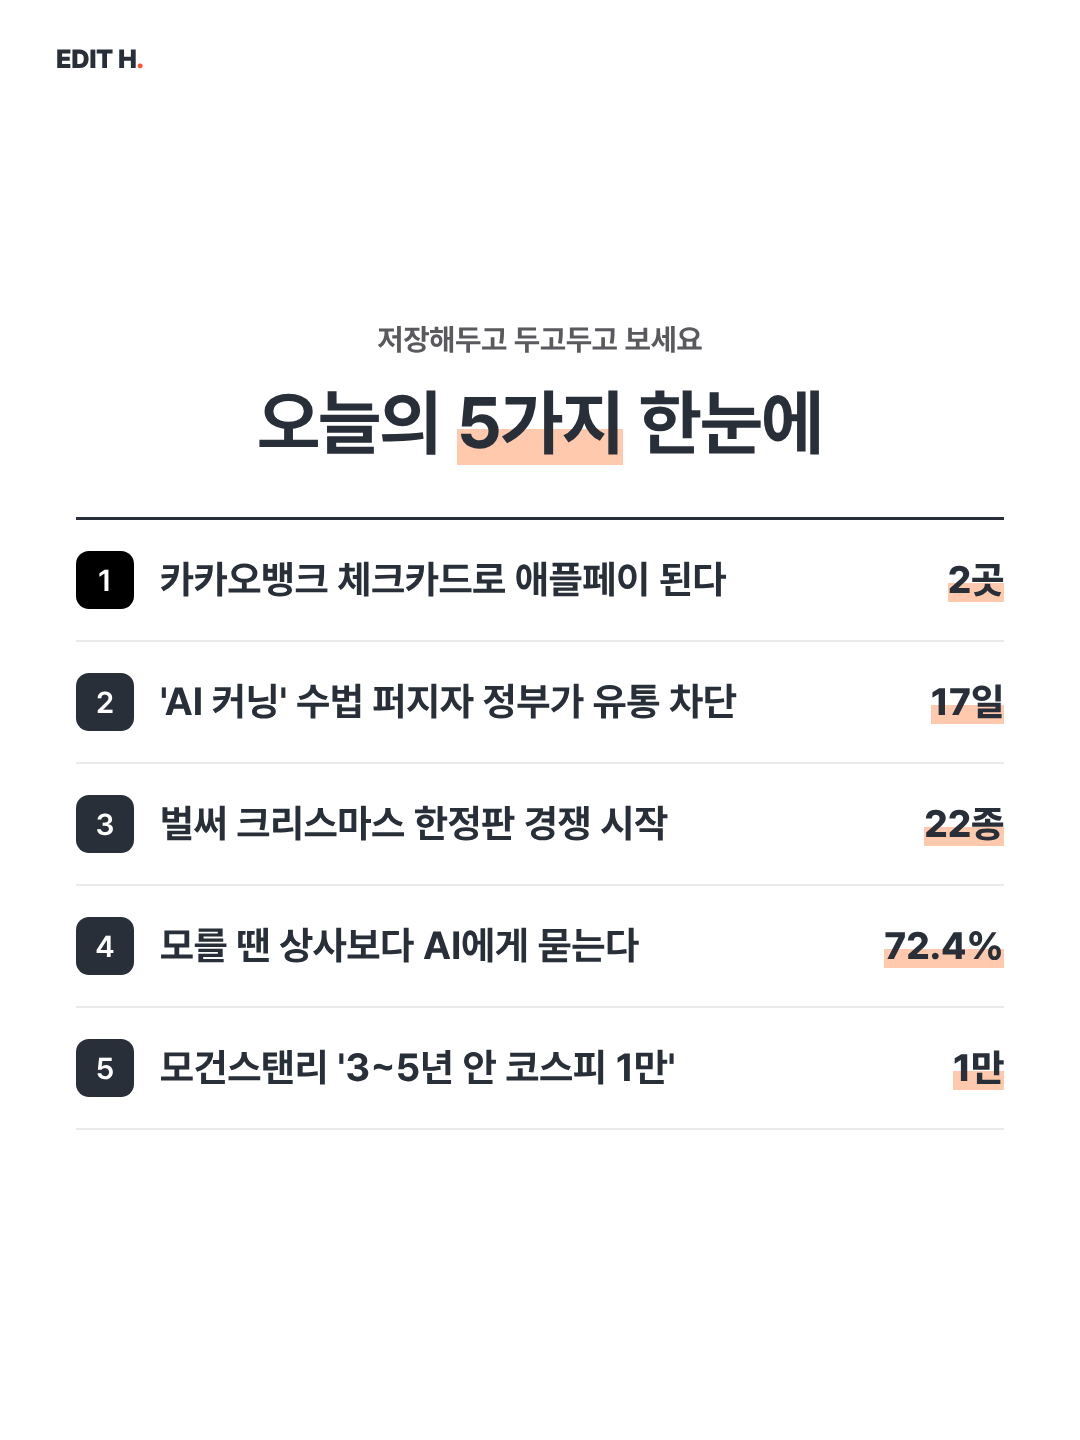 EDIT H.
저장해두고 두고두고 보세요
오늘의 5가지 한눈에
1 카카오뱅크 체크카드로 애플페이 된다 2곳
2 'AI 커닝' 수법 퍼지자 정부가 유통 차단 17일
3 벌써 크리스마스 한정판 경쟁 시작 22종
4 모를 땐 상사보다 AI에게 묻는다 72.4%
5 모건스탠리 '3~5년 안 코스피 1만' 1만